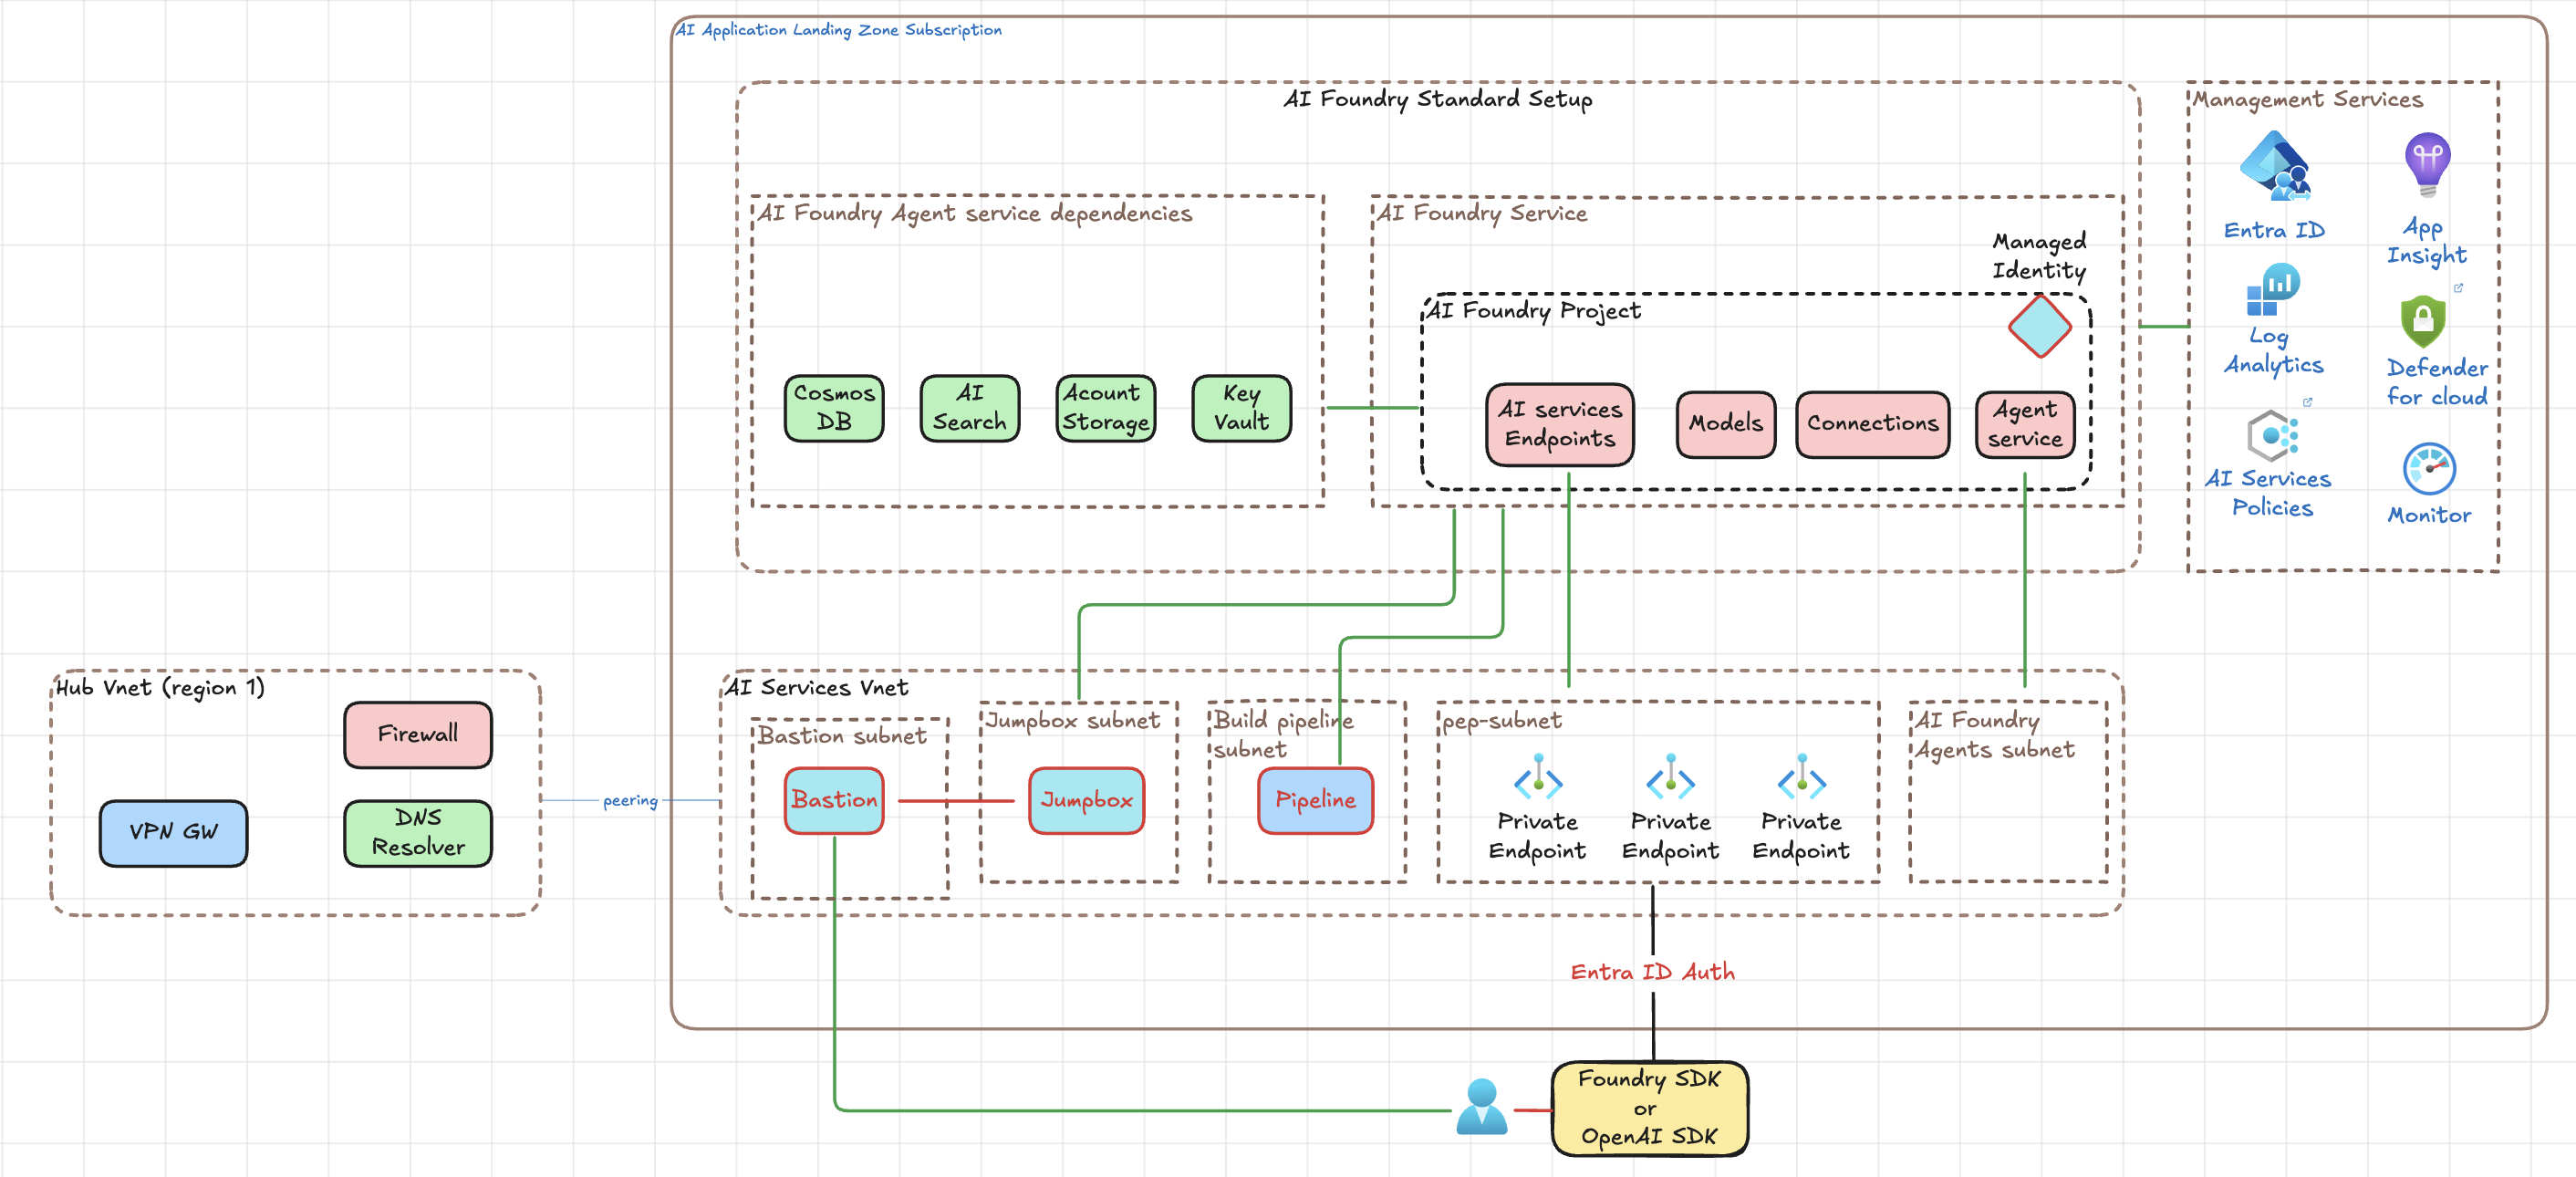 AI Application Landing Zone Subscription
AI Foundry Standard Setup
Management Services
AI Foundry Agent service dependencies
AI Foundry Service
Entra ID
App
Insight
Managed
Identity
AI Foundry Project
Log
Analytics
Defender
for cloud
Cosmos
DB
AI
Search
Acount
Storage
Key
Vault
AI services
Endpoints
Models
Connections
Agent
service
AI Services
Policies
Monitor
Hub Vnet (region 1)
Firewall
VPN GW
DNS
Resolver
peering
AI Services Vnet
Bastion subnet
Bastion
Jumpbox subnet
Jumpbox
Build pipeline
subnet
Pipeline
pep-subnet
Private
Endpoint
Private
Endpoint
Private
Endpoint
AI Foundry
Agents subnet
Entra ID Auth
Foundry SDK
or
OpenAI SDK